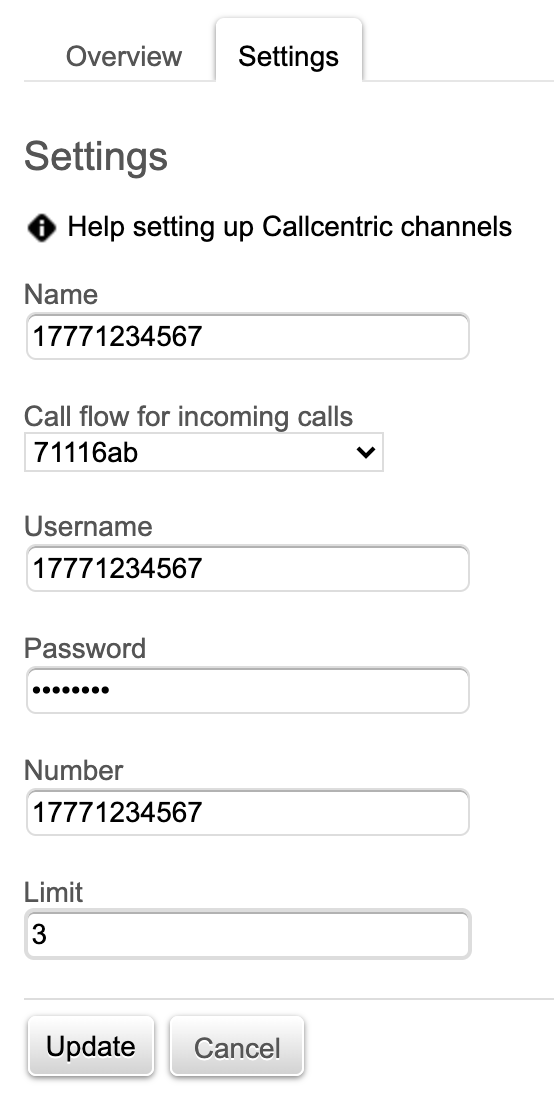 Overview Settings
Settings
Help setting up Callcentric channels
Name
17771234567
Call flow for incoming calls
71116ab
Username
17771234567
Password
••••••••
Number
17771234567
Limit
3
Update Cancel